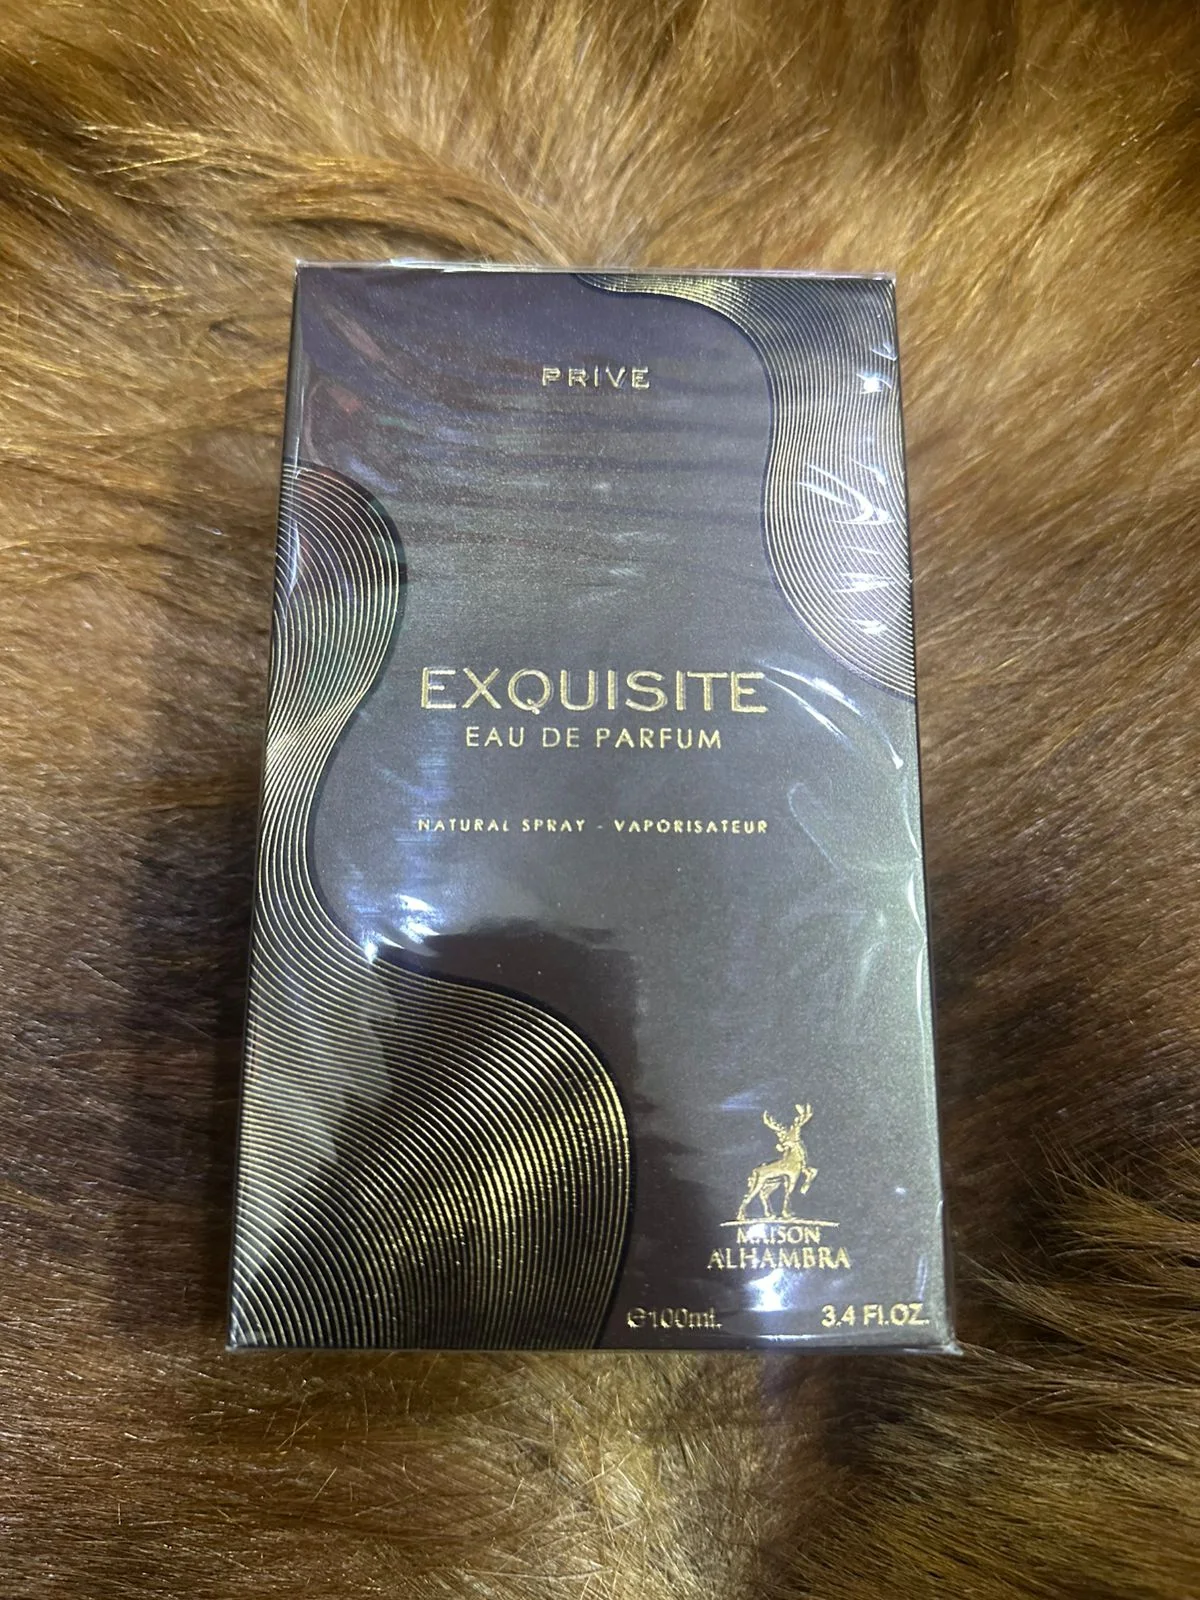 PRIVE
EXQUISITE
EAU DE PARFUM
NATURAL SPRAY - VAPORISATEUR
MAISON
ALHAMBRA
℮100ml. 3.4 Fl.OZ.